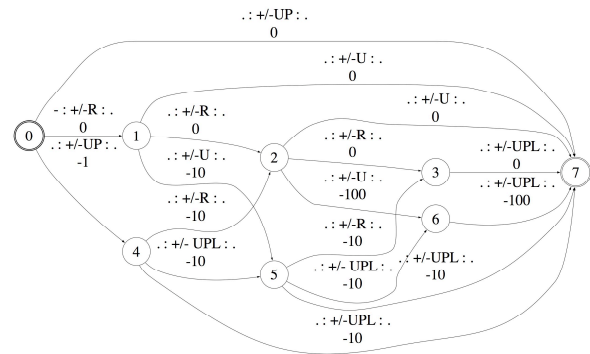 . : +/-UP : .
0
. : +/-U : .
0
. : +/-U : .
0
- : +/-R : .
0
. : +/-R : .
0
. : +/-R : .
0
. : +/-UPL : .
0
0
1
2
3
7
. : +/-UP : .
-1
. : +/-U : .
-10
. : +/-U : .
-100
. : +/-UPL : .
-100
. : +/-R : .
-10
. : +/-R : .
-10
6
4
5
. : +/- UPL : .
-10
. : +/- UPL : .
-10
. : +/-UPL : .
-10
. : +/-UPL : .
-10